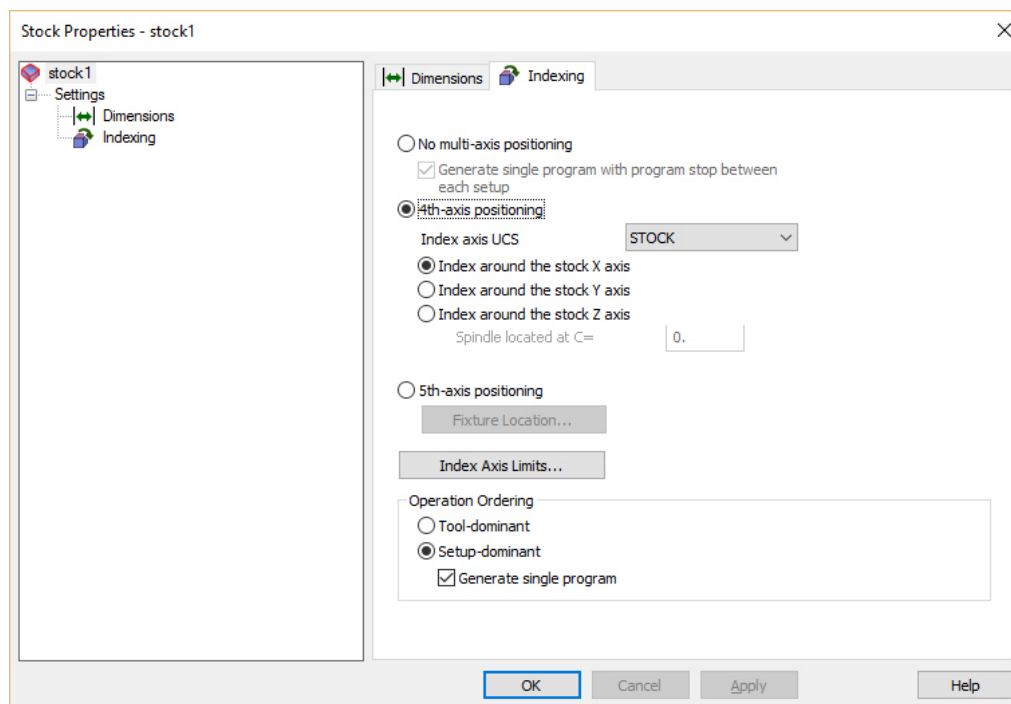 Stock Properties - stock1
stock1
Settings
Dimensions
Indexing
Dimensions
Indexing
No multi-axis positioning
Generate single program with program stop between
each setup
4th-axis positioning
Index axis UCS
STOCK
Index around the stock X axis
Index around the stock Y axis
Index around the stock Z axis
Spindle located at C=
0.
5th-axis positioning
Fixture Location...
Index Axis Limits...
Operation Ordering
Tool-dominant
Setup-dominant
Generate single program
OK
Cancel
Apply
Help